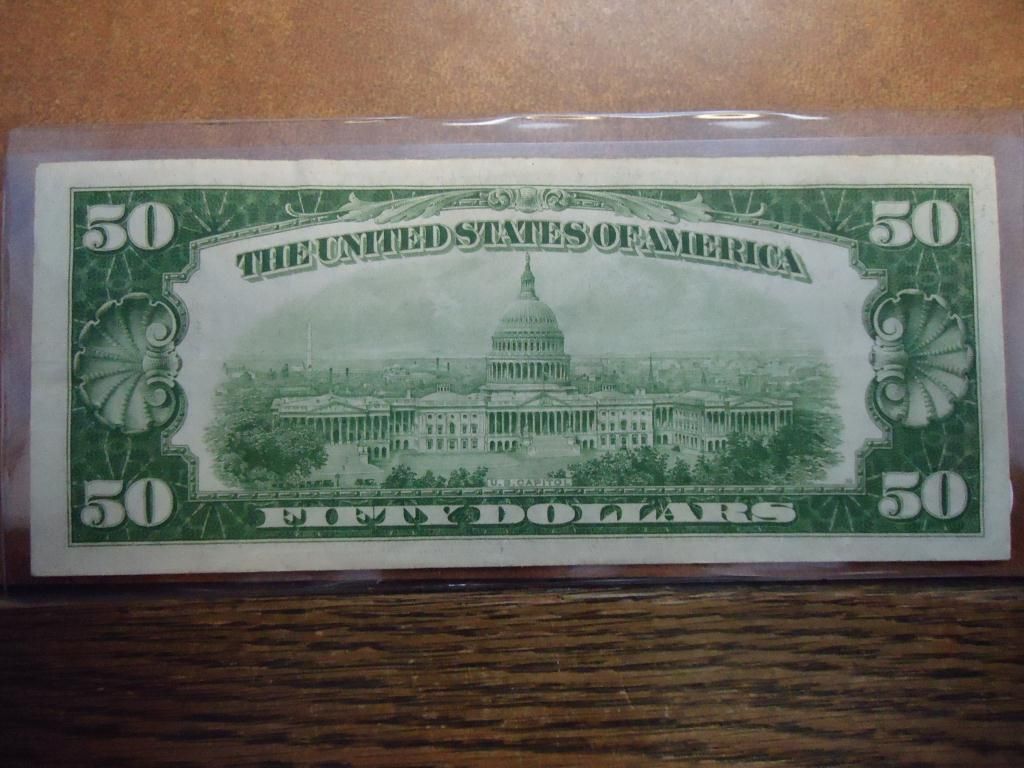 50 50
THE UNITED STATES OF AMERICA
U. S. CAPITOL
50 50
FIFTY DOLLARS